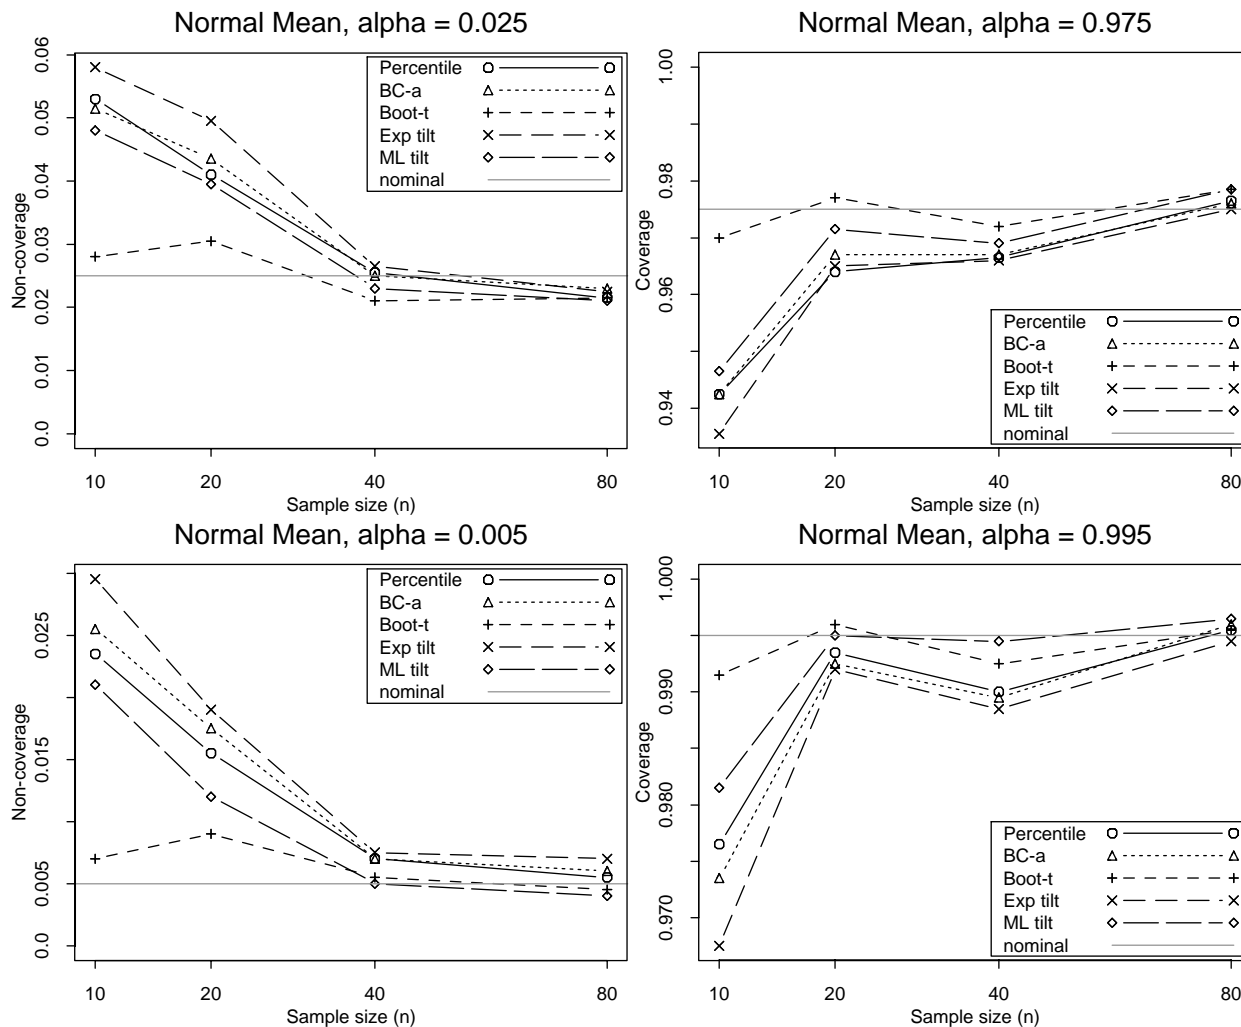 Normal Mean, alpha = 0.025
Non-coverage
0.06
0.05
0.04
0.03
0.02
0.01
0.0
Percentile
BC-a
Boot-t
Exp tilt
ML tilt
nominal
10 20 40 80
Sample size (n)
Normal Mean, alpha = 0.975
Coverage
1.00
0.98
0.96
0.94
Percentile
BC-a
Boot-t
Exp tilt
ML tilt
nominal
10 20 40 80
Sample size (n)
Normal Mean, alpha = 0.005
Non-coverage
0.025
0.015
0.005
0.0
Percentile
BC-a
Boot-t
Exp tilt
ML tilt
nominal
10 20 40 80
Sample size (n)
Normal Mean, alpha = 0.995
Coverage
1.000
0.990
0.980
0.970
Percentile
BC-a
Boot-t
Exp tilt
ML tilt
nominal
10 20 40 80
Sample size (n)